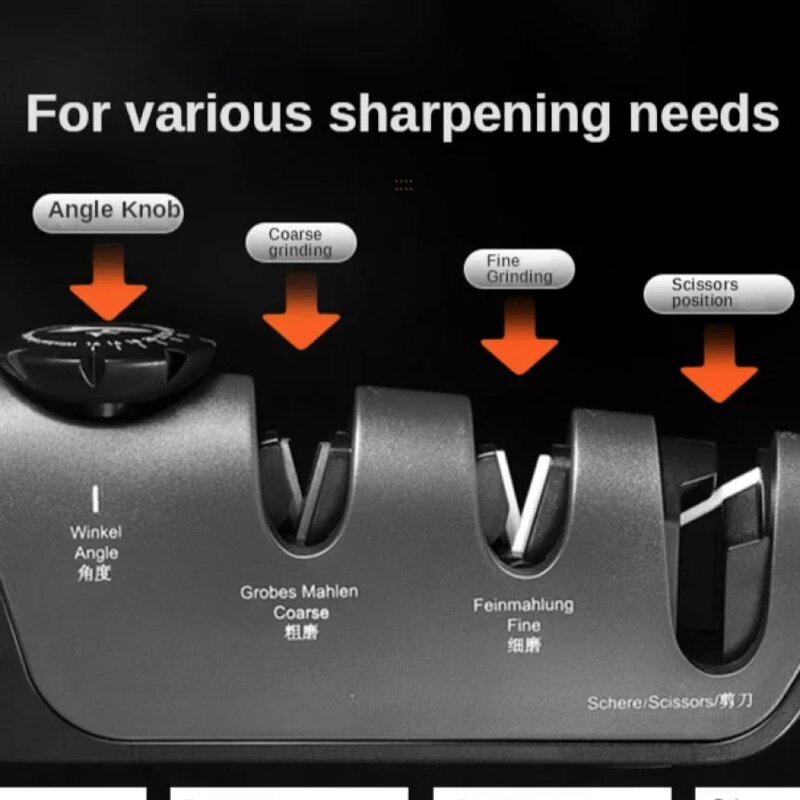 For various sharpening needs
Angle Knob
Coarse
grinding
Fine
Grinding
Scissors
position
Winkel
Angle
角度
Grobes Mahlen
Coarse
粗磨
Feinmahlung
Fine
细磨
Schere/Scissors/剪刀